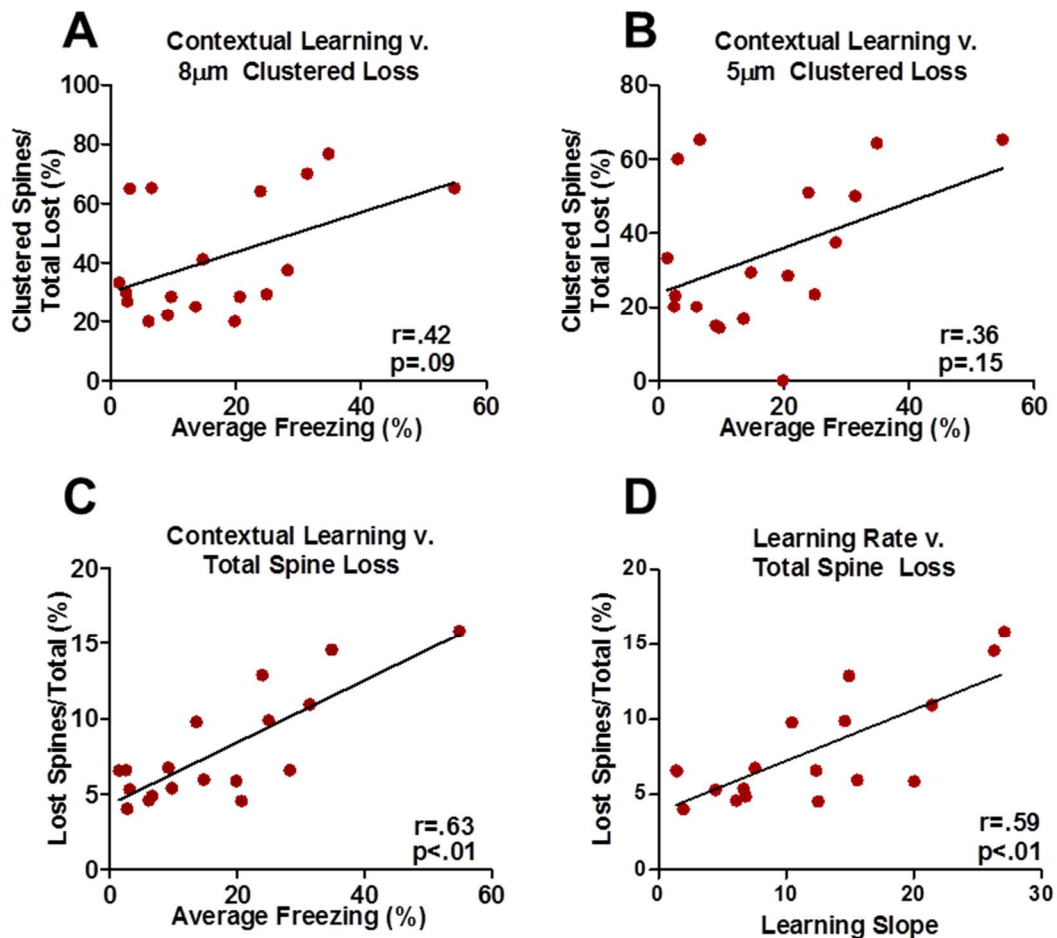 A
Contextual Learning v.
8μm Clustered Loss
Clustered Spines/
Total Lost (%)
100
80
60
40
20
0
0 20 40 60
Average Freezing (%)
r=.42
p=.09
B
Contextual Learning v.
5μm Clustered Loss
Clustered Spines/
Total Lost (%)
80
60
40
20
0
0 20 40 60
Average Freezing (%)
r=.36
p=.15
C
Contextual Learning v.
Total Spine Loss
Lost Spines/Total (%)
20
15
10
5
0
0 20 40 60
Average Freezing (%)
r=.63
p<.01
D
Learning Rate v.
Total Spine Loss
Lost Spines/Total (%)
20
15
10
5
0
0 10 20 30
Learning Slope
r=.59
p<.01